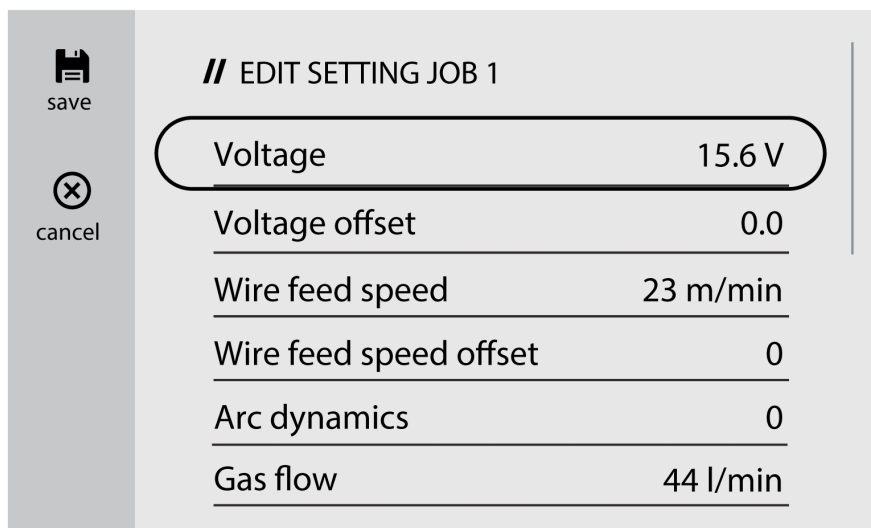 save
cancel
// EDIT SETTING JOB 1
Voltage 15.6 V
Voltage offset 0.0
Wire feed speed 23 m/min
Wire feed speed offset 0
Arc dynamics 0
Gas flow 44 l/min